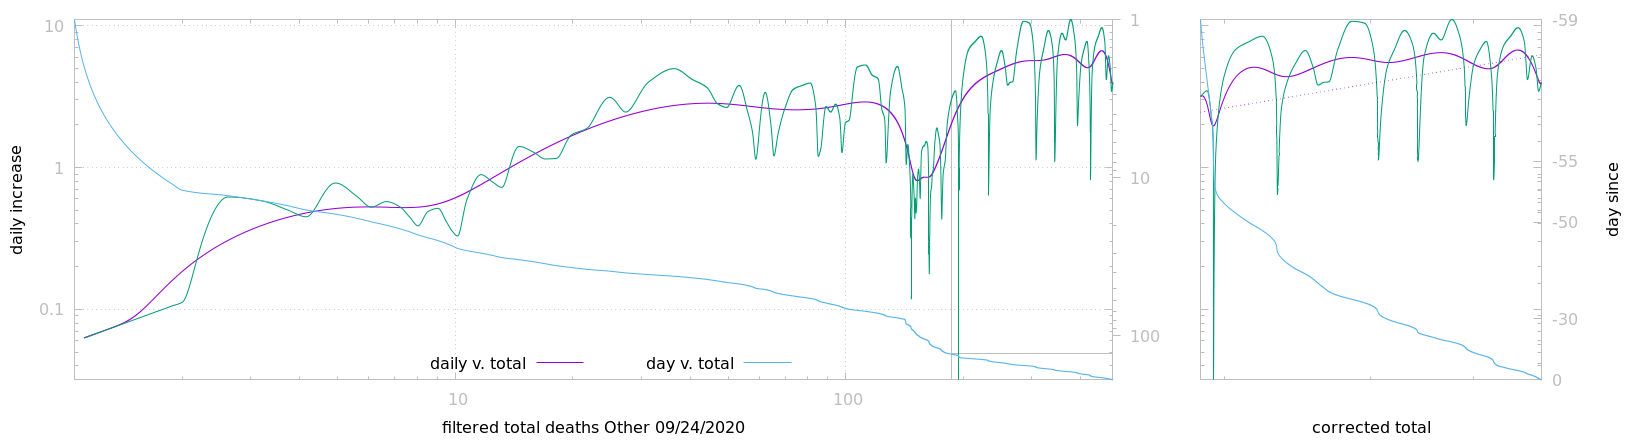 10
1
0.1
daily increase
daily v. total
day v. total
10
100
filtered total deaths Other 09/24/2020
1
10
100
-59
-55
-50
-30
0
day since
corrected total